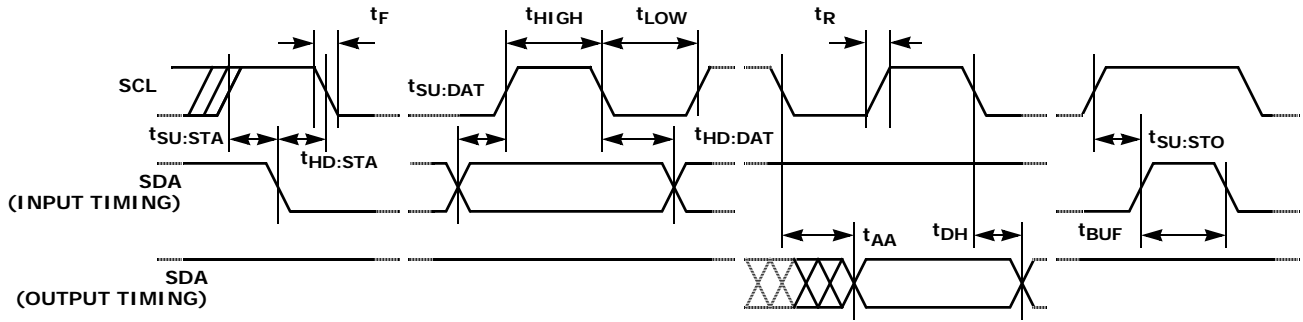 tF
tHIGH
tLOW
tR
SCL
tSU:DAT
tSU:STA
tHD:STA
tHD:DAT
tSU:STO
SDA
(INPUT TIMING)
tAA
tDH
tBUF
SDA
(OUTPUT TIMING)